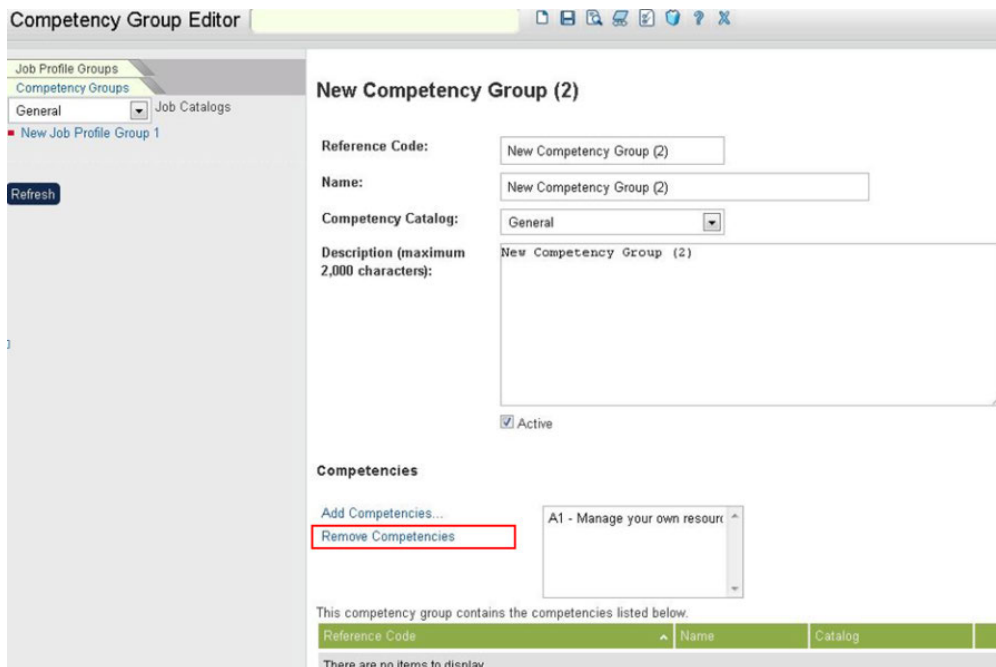 Competency Group Editor
Job Profile Groups
Competency Groups
General
Job Catalogs
New Job Profile Group 1
Refresh
New Competency Group (2)
Reference Code:
New Competency Group (2)
Name:
New Competency Group (2)
Competency Catalog:
General
Description (maximum
2,000 characters):
New Competency Group (2)
Active
Competencies
Add Competencies...
Remove Competencies
A1 - Manage your own resourc
This competency group contains the competencies listed below.
Reference Code Name Catalog
There are no items to display